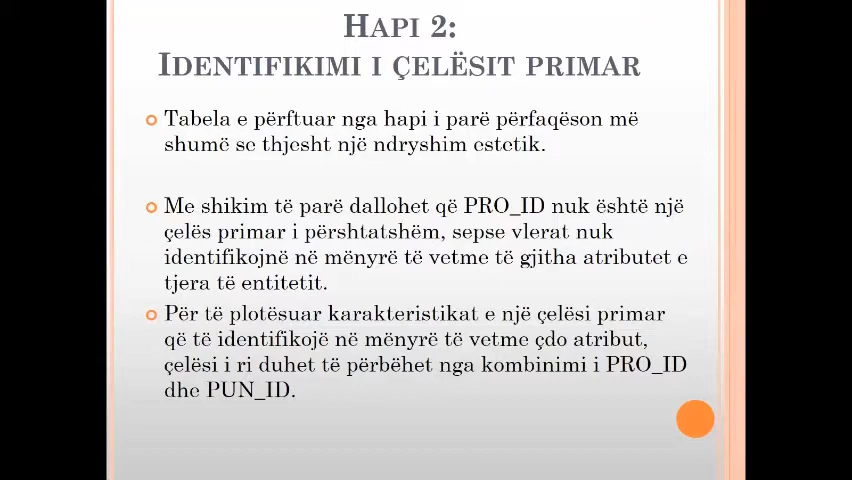 HAPI 2:
IDENTIFIKIMI I ÇELËSIT PRIMAR
Tabela e përftuar nga hapi i parë përfaqëson më
shumë se thjesht një ndryshim estetik.
Me shikim të parë dallohet që PRO_ID nuk është një
çelës primar i përshtatshëm, sepse vlerat nuk
identifikojnë në mënyrë të vetme të gjitha atributet e
tjera të entitetit.
Për të plotësuar karakteristikat e një çelësi primar
që të identifikojë në mënyrë të vetme çdo atribut,
çelësi i ri duhet të përbëhet nga kombinimi i PRO_ID
dhe PUN_ID.